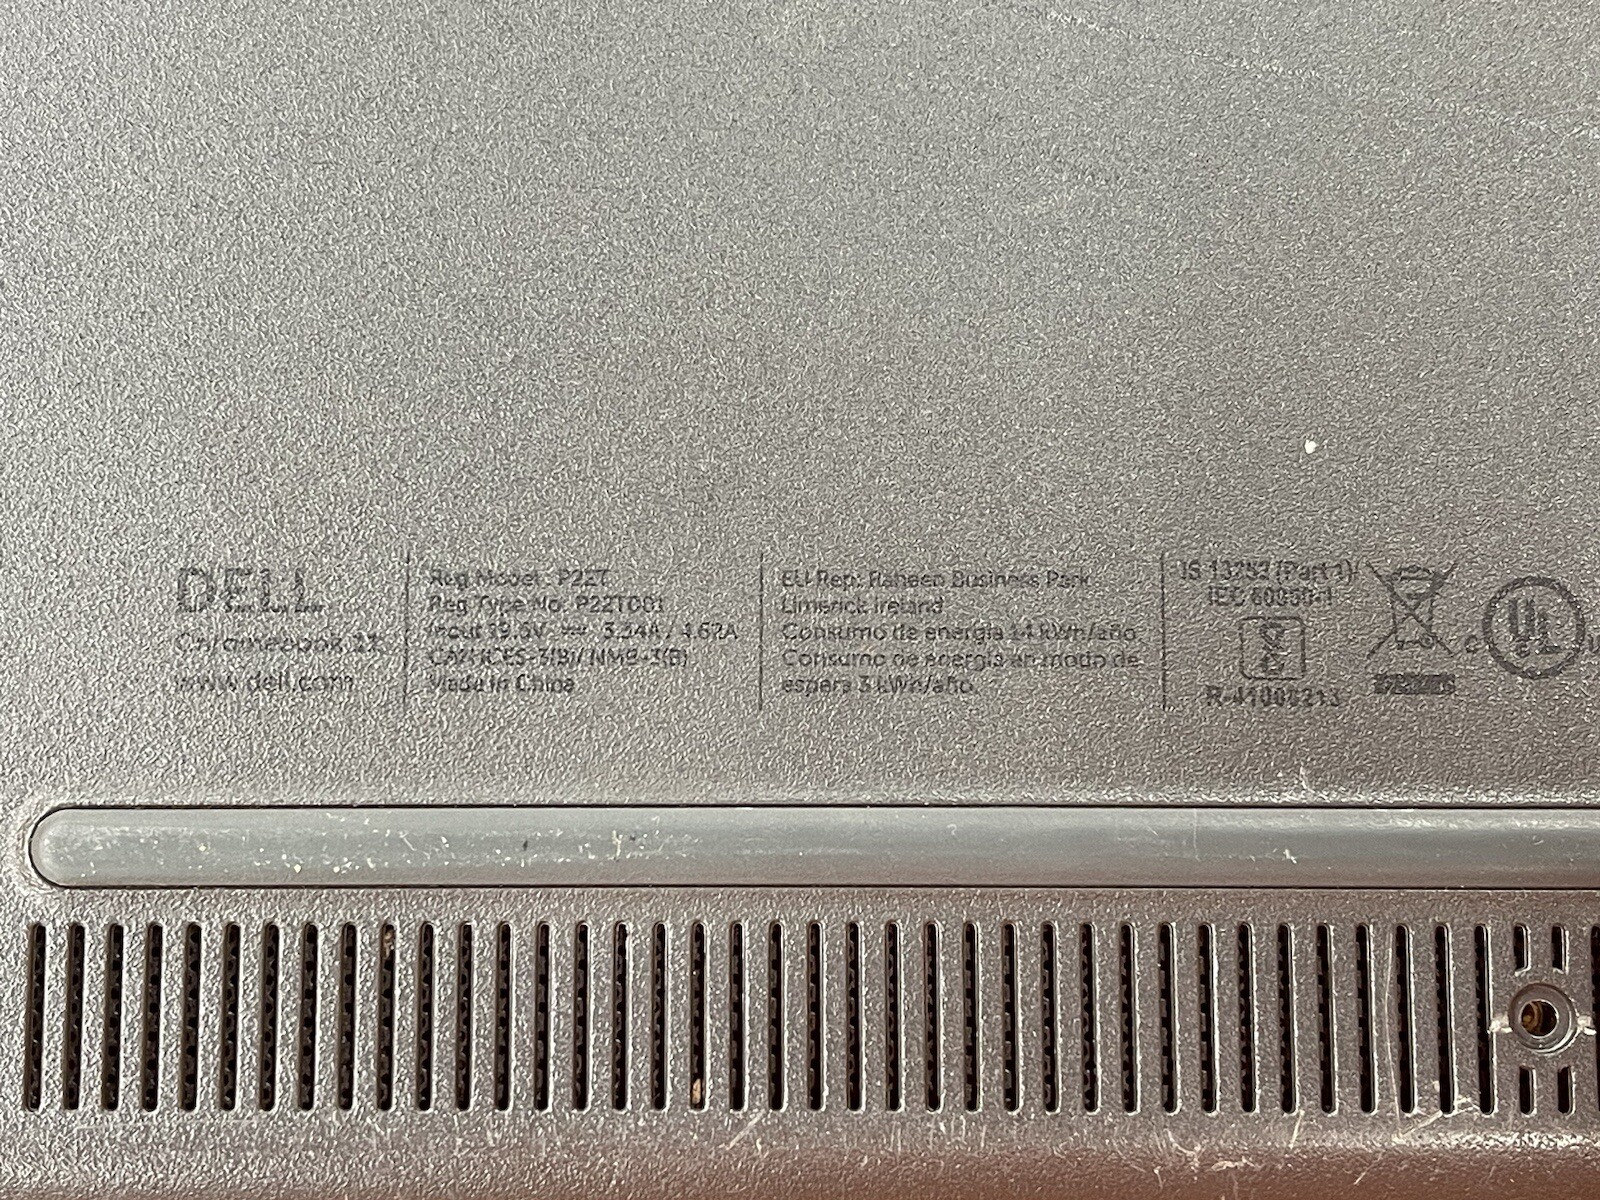 DELL
Chromebook 11
www.dell.com
Reg Model: P22T
Reg Type No: P22T001
Input 19.5V ⎓ 3.34A / 4.62A
CAN ICES-3(B)/ NMB-3(B)
Made in China
EU Rep: Raheen Business Park
Limerick Ireland
Consumo de energía 14 kWh/año
Consumo de energía en modo de
espera 3 kWh/año
IS 13252 (Part 1)/
IEC 60950-1
UL
C